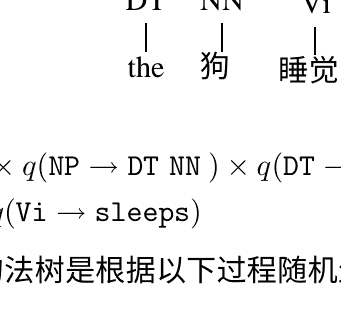 DT NN Vi
the 狗 睡觉
× q(NP → DT NN ) × q(DT –
(Vi → sleeps)
法树是根据以下过程随机